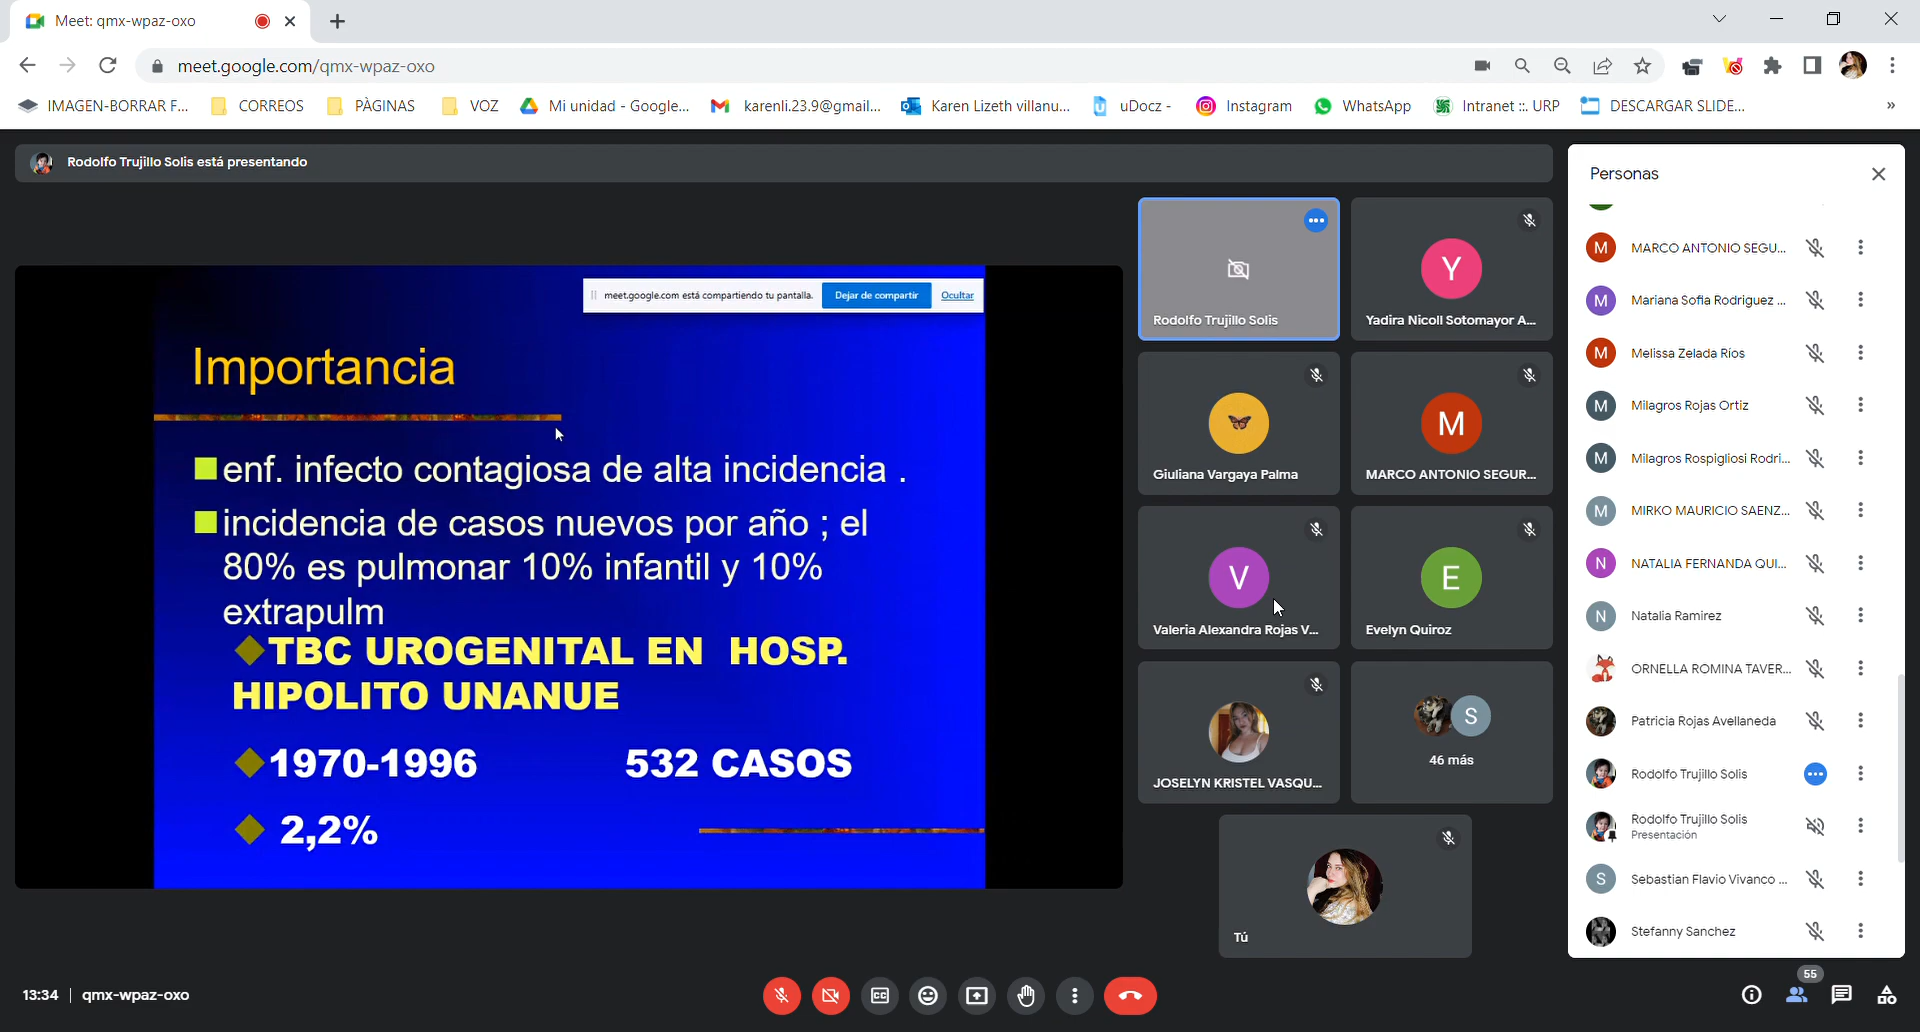 Meet: qmx-wpaz-oxo
meet.google.com/qmx-wpaz-oxo
IMAGEN-BORRAR F...
CORREOS
PÀGINAS
VOZ
Mi unidad - Google...
karenli.23.9@gmail...
Karen Lizeth villanu...
uDocz -
Instagram
WhatsApp
Intranet ::. URP
DESCARGAR SLIDE...
»
Rodolfo Trujillo Solis está presentando
meet.google.com está compartiendo tu pantalla.
Dejar de compartir
Ocultar
Importancia
enf. infecto contagiosa de alta incidencia .
incidencia de casos nuevos por año ; el
80% es pulmonar 10% infantil y 10%
extrapulm
TBC UROGENITAL EN HOSP.
HIPOLITO UNANUE
1970-1996 532 CASOS
2,2%
Rodolfo Trujillo Solis
Y
Yadira Nicoll Sotomayor A...
Giuliana Vargaya Palma
M
MARCO ANTONIO SEGUR...
V
Valeria Alexandra Rojas V...
E
Evelyn Quiroz
JOSELYN KRISTEL VASQU...
S
46 más
Tú
Personas
M MARCO ANTONIO SEGU...
M Mariana Sofia Rodriguez ...
M Melissa Zelada Ríos
M Milagros Rojas Ortiz
M Milagros Rospigliosi Rodri...
M MIRKO MAURICIO SAENZ...
N NATALIA FERNANDA QUI...
N Natalia Ramirez
ORNELLA ROMINA TAVER...
Patricia Rojas Avellaneda
Rodolfo Trujillo Solis
Rodolfo Trujillo Solis
Presentación
S Sebastian Flavio Vivanco ...
Stefanny Sanchez
13:34 | qmx-wpaz-oxo
55